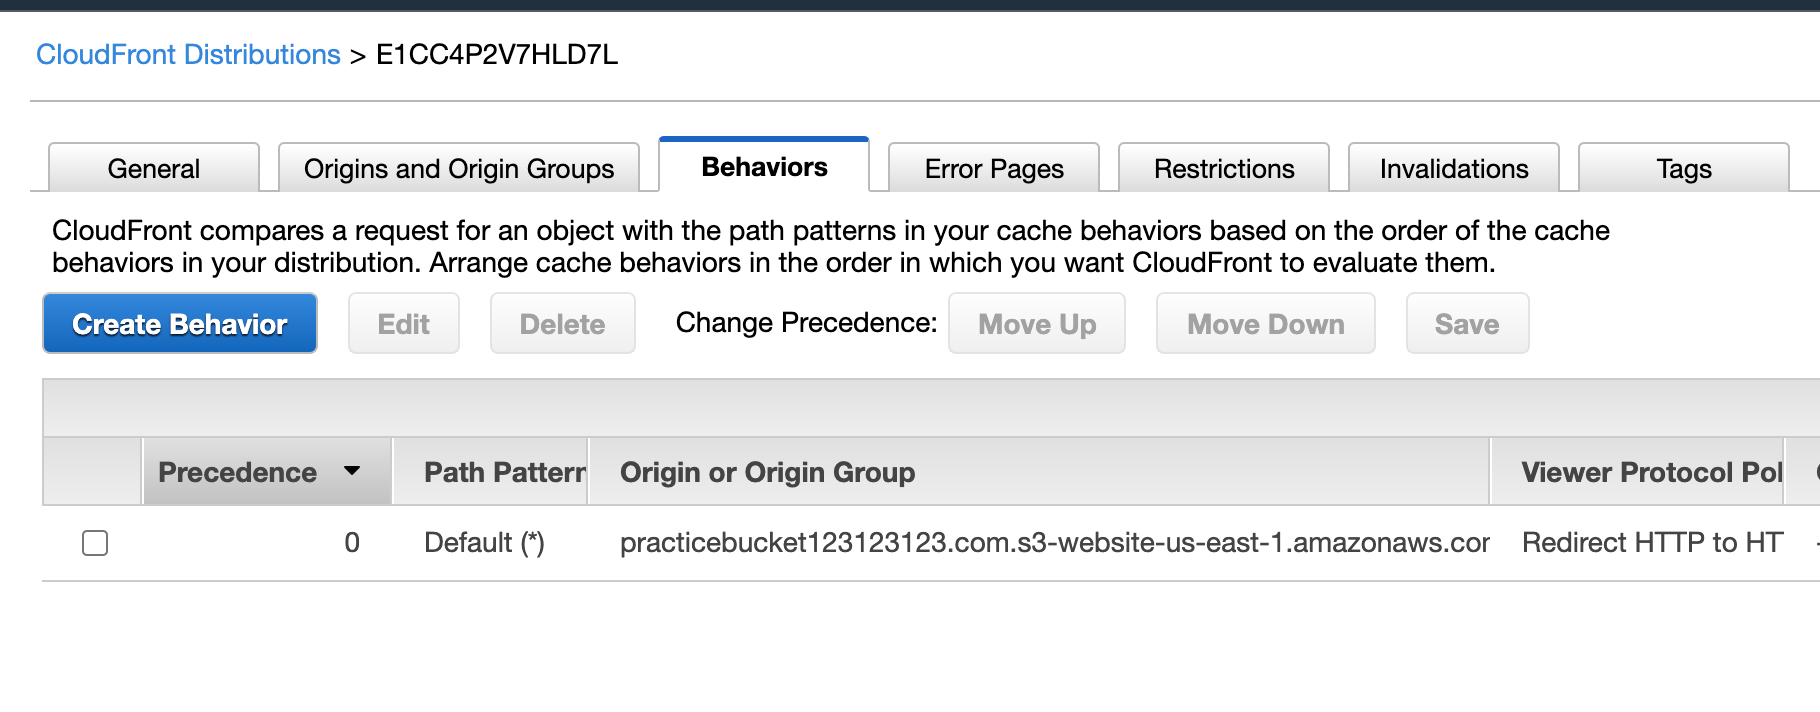 CloudFront Distributions > E1CC4P2V7HLD7L
General Origins and Origin Groups Behaviors Error Pages Restrictions Invalidations Tags
CloudFront compares a request for an object with the path patterns in your cache behaviors based on the order of the cache
behaviors in your distribution. Arrange cache behaviors in the order in which you want CloudFront to evaluate them.
Create Behavior Edit Delete Change Precedence: Move Up Move Down Save
Precedence Path Pattern Origin or Origin Group Viewer Protocol Pol
0 Default (*) practicebucket123123123.com.s3-website-us-east-1.amazonaws.cor Redirect HTTP to HT